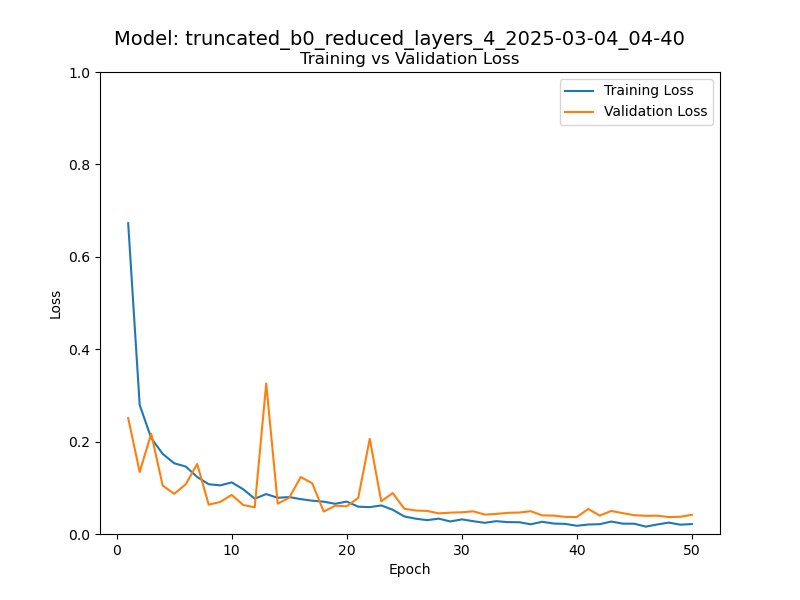 Model: truncated_b0_reduced_layers_4_2025-03-04_04-40
Training vs Validation Loss
Training Loss
Validation Loss
1.0
0.8
0.6
0.4
0.2
0.0
Loss
0
10
20
30
40
50
Epoch